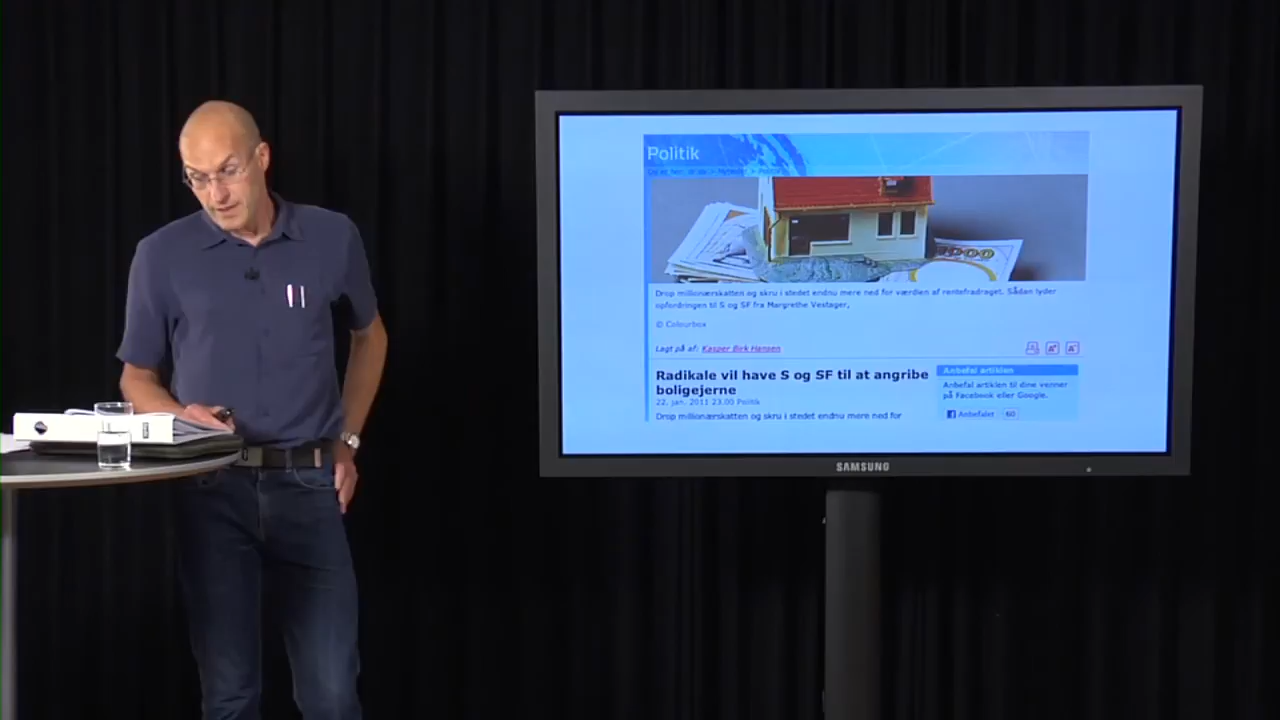 Politik
Nyheder > Politik
1000
Drop millionærskatten og skru i stedet endnu mere ned for værdien af rentefradraget. Sådan lyder
opfordringen til S og SF fra Margrethe Vestager,
© Colourbox
Lagt på af: Kasper Birk Hansen
Radikale vil have S og SF til at angribe
boligejerne
22. jan. 2011 23.00 Politik
Drop millionærskatten og skru i stedet endnu mere ned for
Anbefal artiklen
Anbefal artiklen til dine venner
på Facebook eller Google.
Anbefalet 60
SAMSUNG